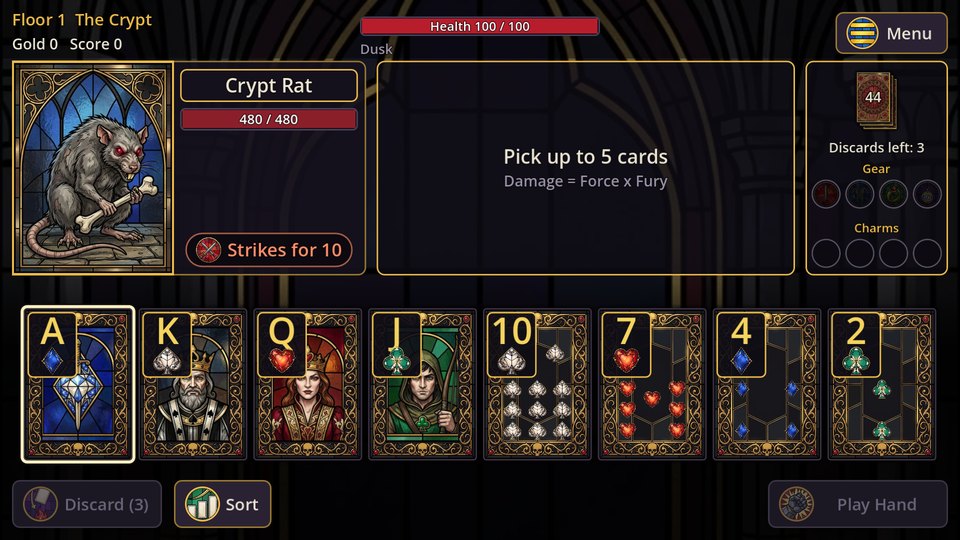 Floor 1 The Crypt
Gold 0 Score 0
Health 100 / 100
Dusk
Menu
Crypt Rat
480 / 480
Strikes for 10
Pick up to 5 cards
Damage = Force x Fury
44
Discards left: 3
Gear
Charms
A K Q J 10 7 4 2
Discard (3)
Sort
Play Hand